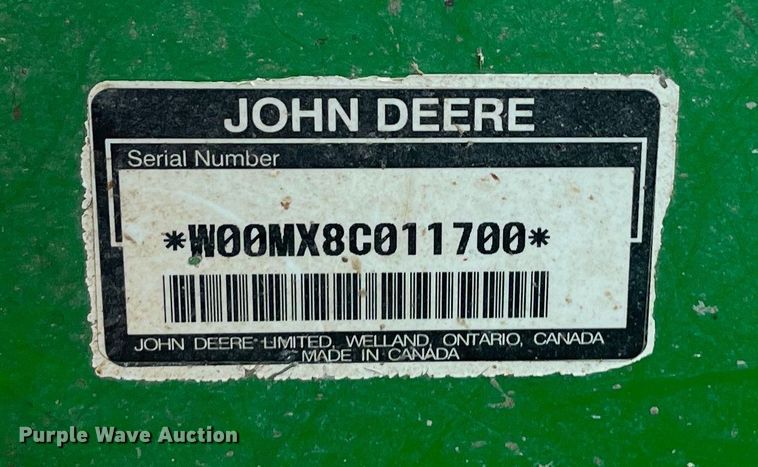 JOHN DEERE
Serial Number
*W00MX8C011700*
JOHN DEERE LIMITED, WELLAND, ONTARIO, CANADA
MADE IN CANADA
Purple Wave Auction